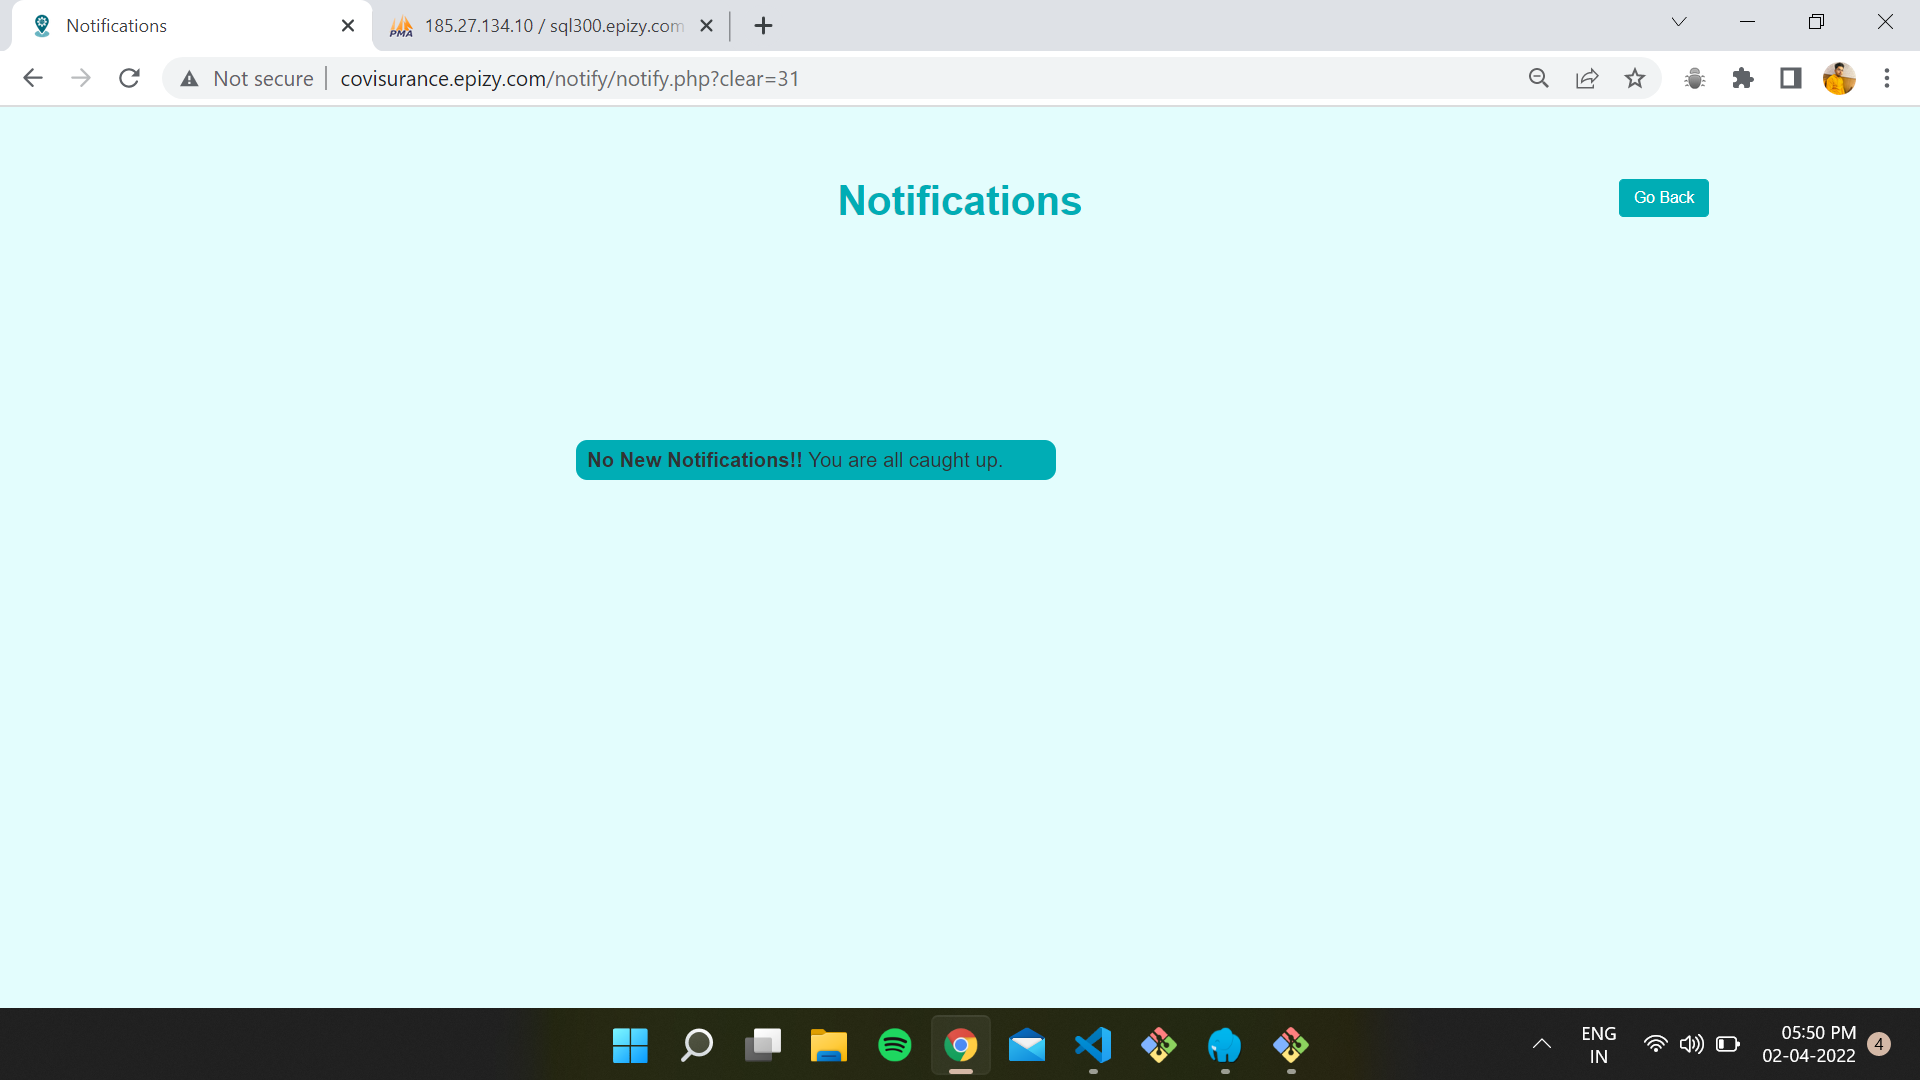 Notifications
PMA
185.27.134.10 / sql300.epizy.com
Not secure
covisurance.epizy.com/notify/notify.php?clear=31
Notifications
Go Back
No New Notifications!! You are all caught up.
ENG
IN
05:50 PM
02-04-2022
4